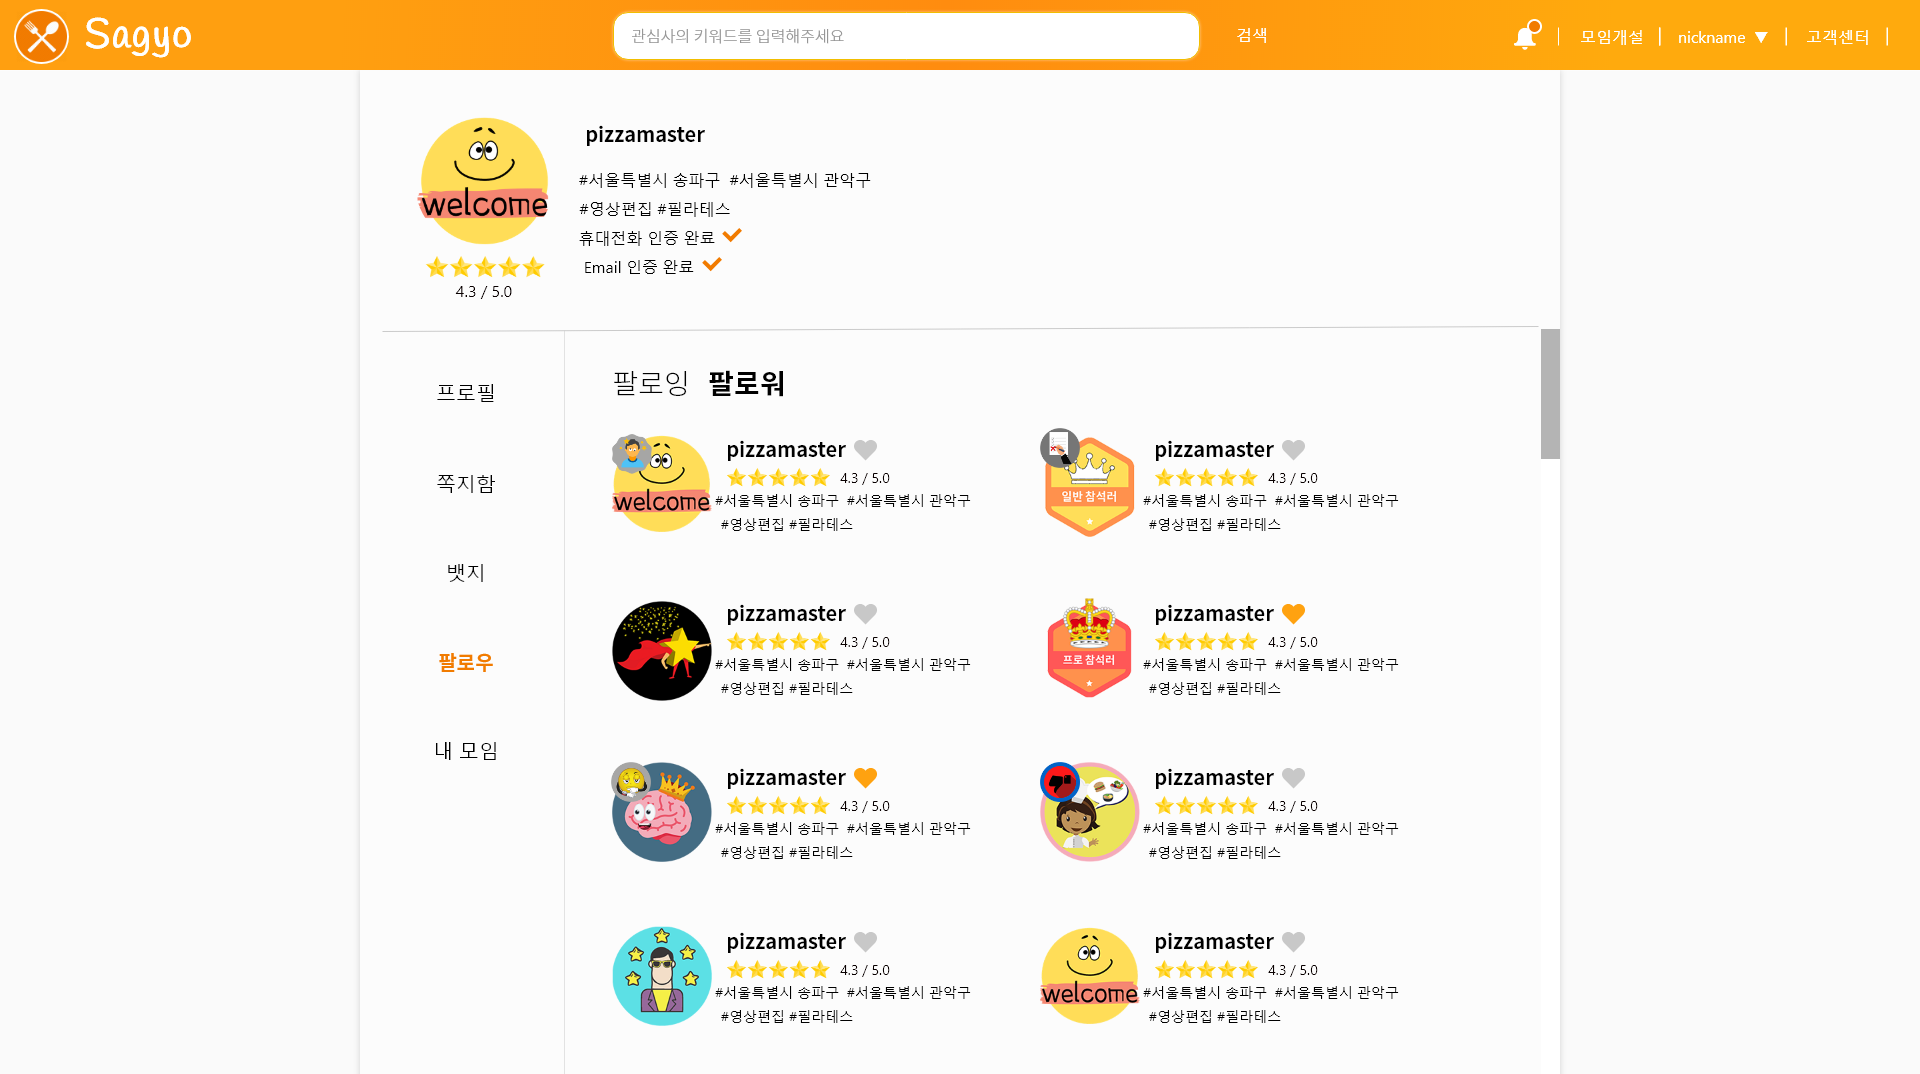 Sagyo
관심사의 키워드를 입력해주세요
검색
모임개설
nickname ▼
고객센터
welcome
4.3 / 5.0
pizzamaster
#서울특별시 송파구 #서울특별시 관악구
#영상편집 #필라테스
휴대전화 인증 완료
Email 인증 완료
프로필
쪽지함
뱃지
팔로우
내 모임
팔로잉 팔로워
welcome
pizzamaster
4.3 / 5.0
#서울특별시 송파구 #서울특별시 관악구
#영상편집 #필라테스
일반 참석러
pizzamaster
4.3 / 5.0
#서울특별시 송파구 #서울특별시 관악구
#영상편집 #필라테스
pizzamaster
4.3 / 5.0
#서울특별시 송파구 #서울특별시 관악구
#영상편집 #필라테스
프로 참석러
pizzamaster
4.3 / 5.0
#서울특별시 송파구 #서울특별시 관악구
#영상편집 #필라테스
pizzamaster
4.3 / 5.0
#서울특별시 송파구 #서울특별시 관악구
#영상편집 #필라테스
pizzamaster
4.3 / 5.0
#서울특별시 송파구 #서울특별시 관악구
#영상편집 #필라테스
pizzamaster
4.3 / 5.0
#서울특별시 송파구 #서울특별시 관악구
#영상편집 #필라테스
welcome
pizzamaster
4.3 / 5.0
#서울특별시 송파구 #서울특별시 관악구
#영상편집 #필라테스